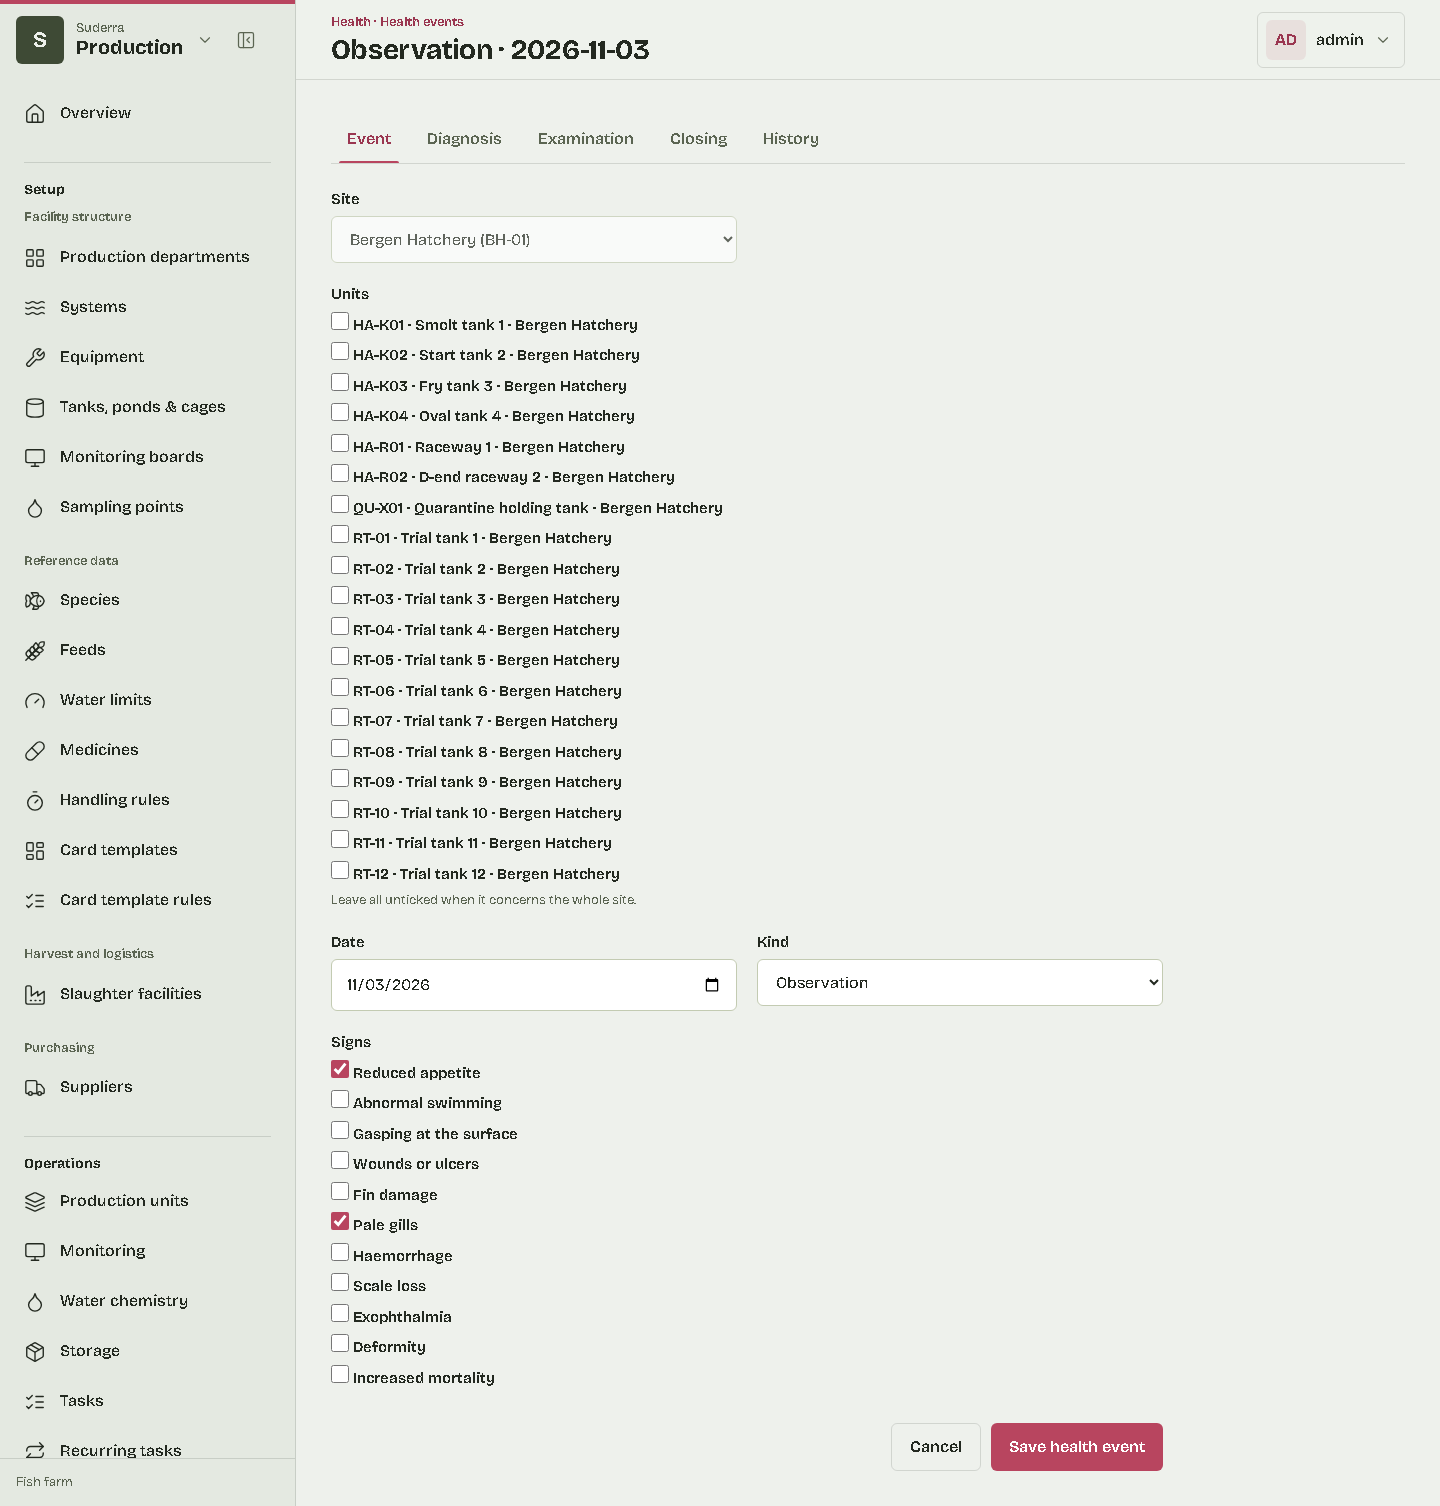 S
Suderra
Production
Overview
Setup
Facility structure
Production departments
Systems
Equipment
Tanks, ponds & cages
Monitoring boards
Sampling points
Reference data
Species
Feeds
Water limits
Medicines
Handling rules
Card templates
Card template rules
Harvest and logistics
Slaughter facilities
Purchasing
Suppliers
Operations
Production units
Monitoring
Water chemistry
Storage
Tasks
Recurring tasks
Fish farm
Health · Health events
Observation · 2026-11-03
AD admin
Event Diagnosis Examination Closing History
Site
Bergen Hatchery (BH-01)
Units
HA-K01 · Smolt tank 1 · Bergen Hatchery
HA-K02 · Start tank 2 · Bergen Hatchery
HA-K03 · Fry tank 3 · Bergen Hatchery
HA-K04 · Oval tank 4 · Bergen Hatchery
HA-R01 · Raceway 1 · Bergen Hatchery
HA-R02 · D-end raceway 2 · Bergen Hatchery
QU-X01 · Quarantine holding tank · Bergen Hatchery
RT-01 · Trial tank 1 · Bergen Hatchery
RT-02 · Trial tank 2 · Bergen Hatchery
RT-03 · Trial tank 3 · Bergen Hatchery
RT-04 · Trial tank 4 · Bergen Hatchery
RT-05 · Trial tank 5 · Bergen Hatchery
RT-06 · Trial tank 6 · Bergen Hatchery
RT-07 · Trial tank 7 · Bergen Hatchery
RT-08 · Trial tank 8 · Bergen Hatchery
RT-09 · Trial tank 9 · Bergen Hatchery
RT-10 · Trial tank 10 · Bergen Hatchery
RT-11 · Trial tank 11 · Bergen Hatchery
RT-12 · Trial tank 12 · Bergen Hatchery
Leave all unticked when it concerns the whole site.
Date Kind
11/03/2026 Observation
Signs
Reduced appetite
Abnormal swimming
Gasping at the surface
Wounds or ulcers
Fin damage
Pale gills
Haemorrhage
Scale loss
Exophthalmia
Deformity
Increased mortality
Cancel Save health event